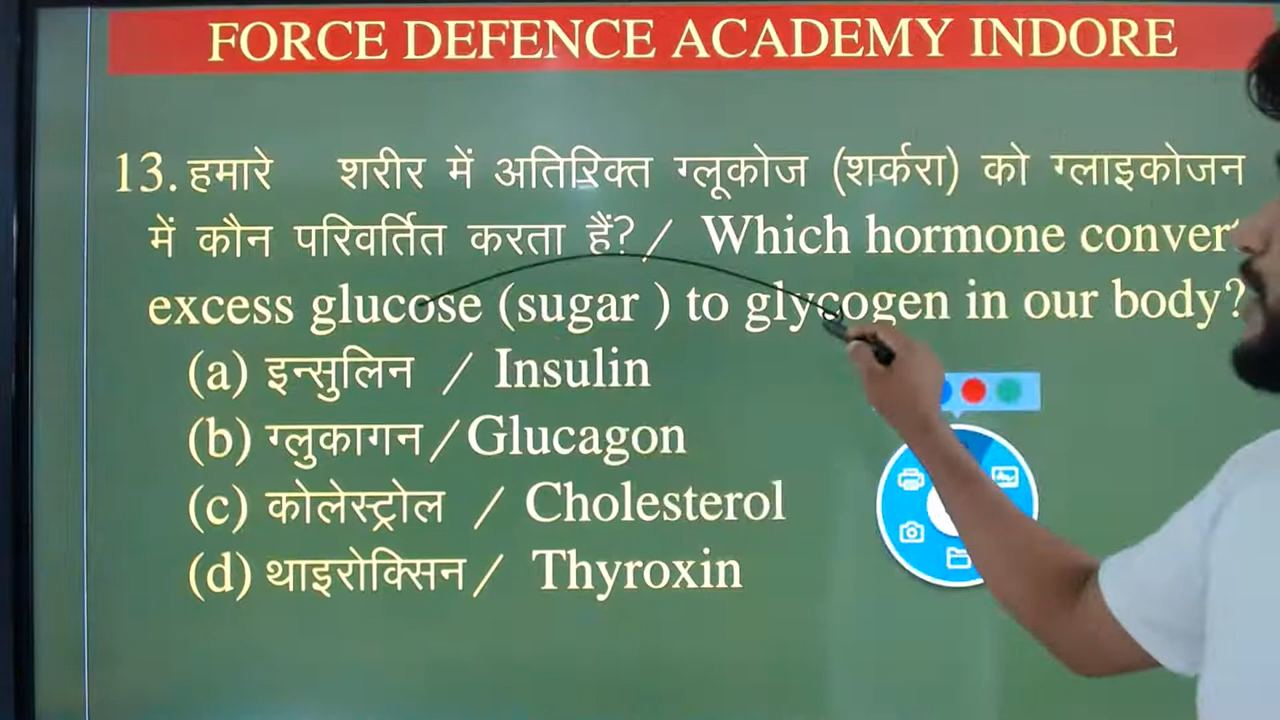 FORCE DEFENCE ACADEMY INDORE
13. हमारे शरीर में अतिरिक्त ग्लूकोज (शर्करा) को ग्लाइकोजन
में कौन परिवर्तित करता हैं? / Which hormone conver
excess glucose (sugar ) to glycogen in our body?
(a) इन्सुलिन / Insulin
(b) ग्लुकागन / Glucagon
(c) कोलेस्ट्रोल / Cholesterol
(d) थाइरोक्सिन / Thyroxin